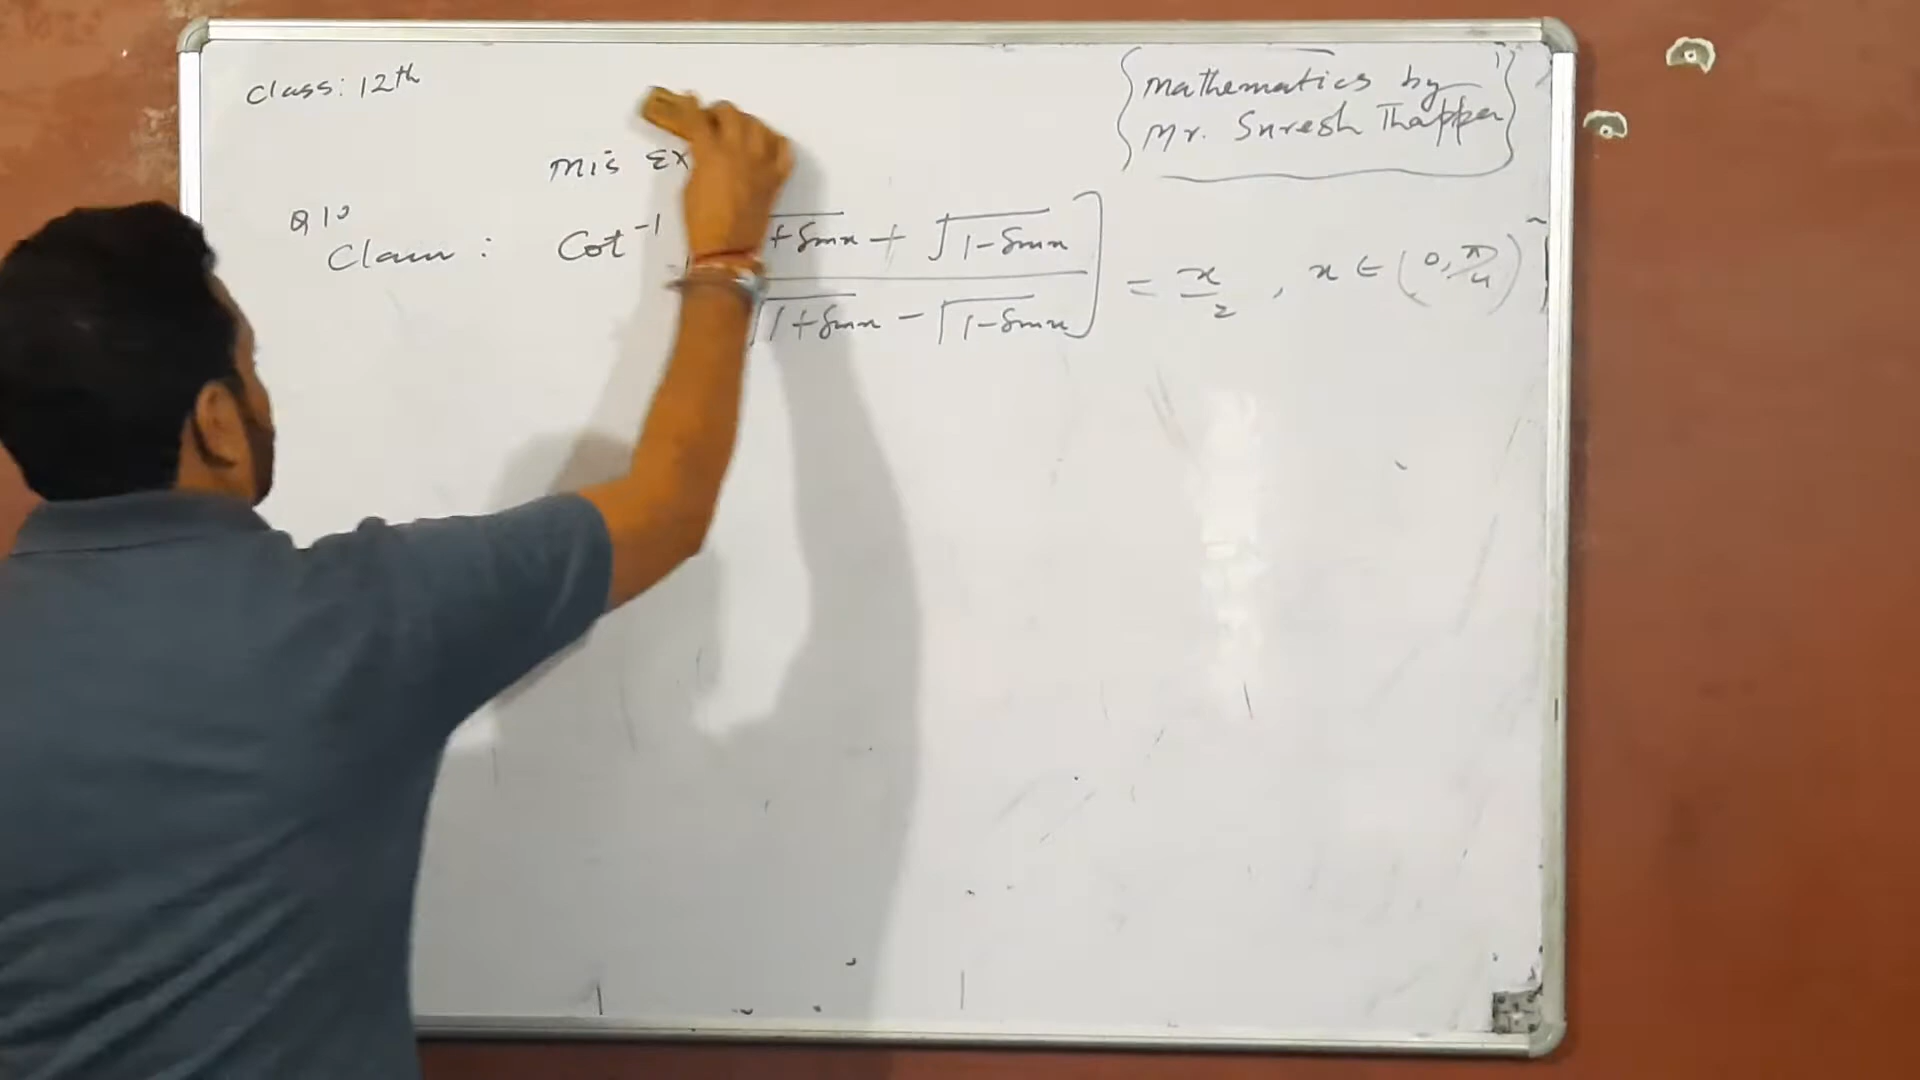 Class: 12th
Mathematics by
Mr. Suresh Thapper
Mis Ex
Q 10
Claim : Cot⁻¹
+ Sinx + √1-Sinx
= x/2 , x ∈ (0, π/4)
√1+Sinx - √1-Sinx